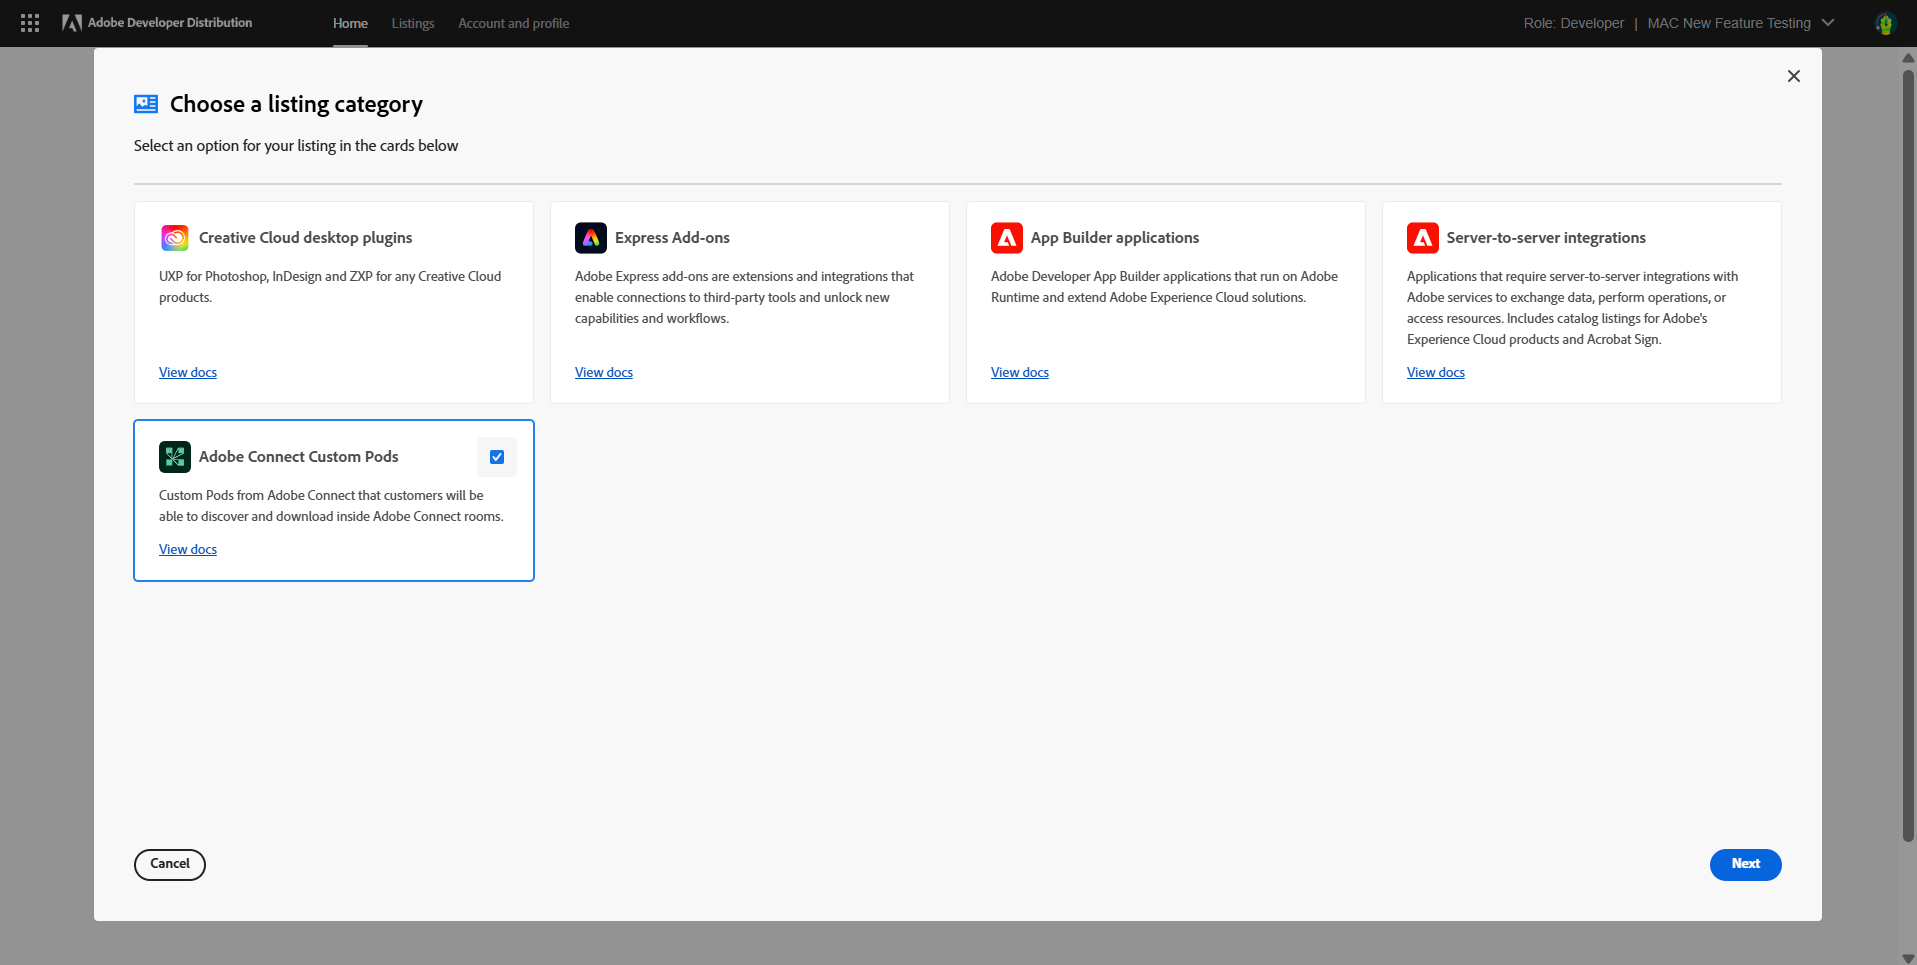 Adobe Developer Distribution
Home
Listings
Account and profile
Role: Developer | MAC New Feature Testing
Choose a listing category
Select an option for your listing in the cards below
Creative Cloud desktop plugins
UXP for Photoshop, InDesign and ZXP for any Creative Cloud
products.
View docs
Express Add-ons
Adobe Express add-ons are extensions and integrations that
enable connections to third-party tools and unlock new
capabilities and workflows.
View docs
App Builder applications
Adobe Developer App Builder applications that run on Adobe
Runtime and extend Adobe Experience Cloud solutions.
View docs
Server-to-server integrations
Applications that require server-to-server integrations with
Adobe services to exchange data, perform operations, or
access resources. Includes catalog listings for Adobe's
Experience Cloud products and Acrobat Sign.
View docs
Adobe Connect Custom Pods
Custom Pods from Adobe Connect that customers will be
able to discover and download inside Adobe Connect rooms.
View docs
Cancel
Next